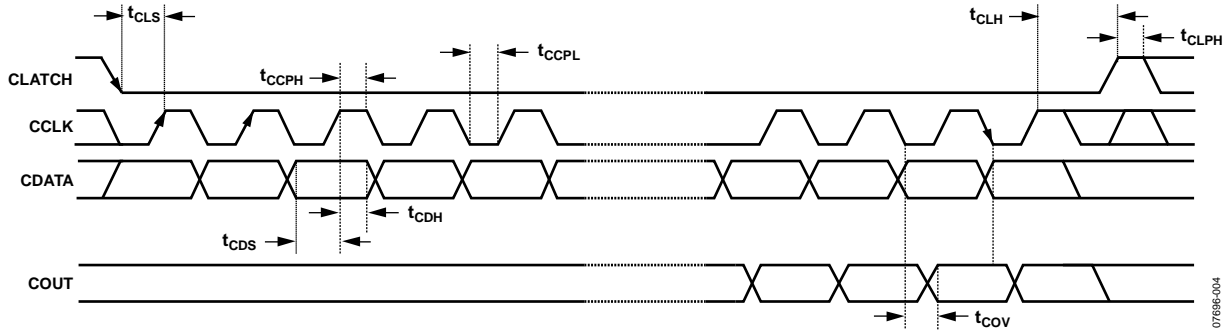 tCLS
tCLH
tCLPH
tCCPL
tCCPH
CLATCH
CCLK
CDATA
tCDH
tCDS
COUT
tCOV
07696-004